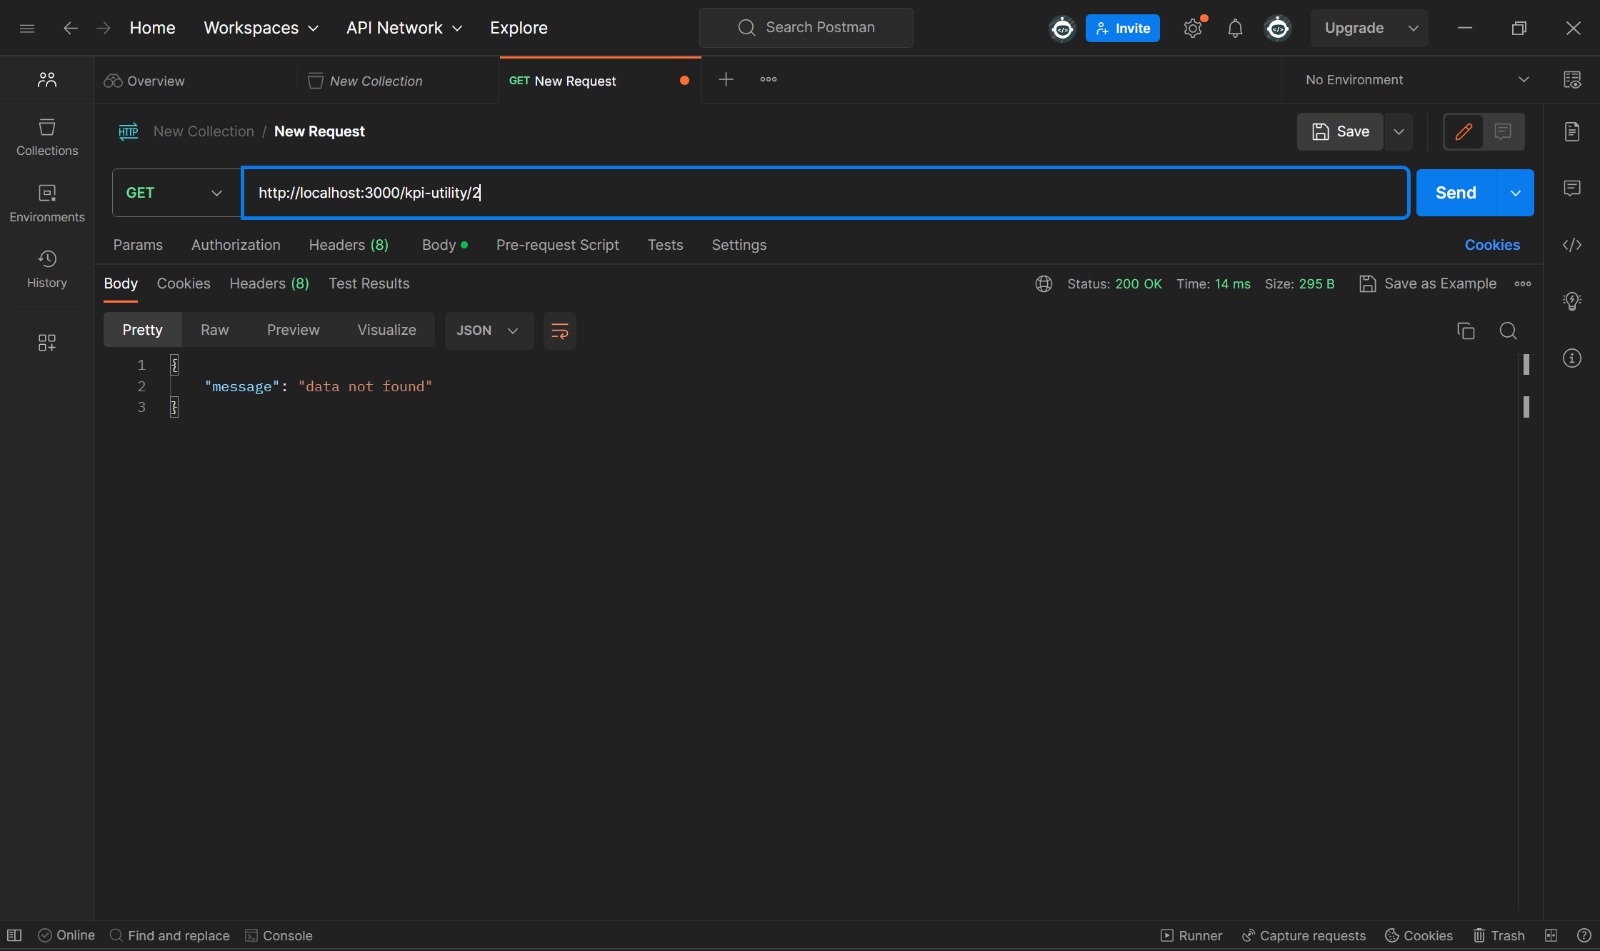 Home Workspaces API Network Explore Search Postman Invite Upgrade
Overview New Collection GET New Request No Environment
HTTP New Collection / New Request Save
Collections
GET http://localhost:3000/kpi-utility/2 Send
Environments
Params Authorization Headers (8) Body Pre-request Script Tests Settings Cookies
History
Body Cookies Headers (8) Test Results Status: 200 OK Time: 14 ms Size: 295 B Save as Example
Pretty Raw Preview Visualize JSON
1 {
2 "message": "data not found"
3 }
Online Find and replace Console Runner Capture requests Cookies Trash